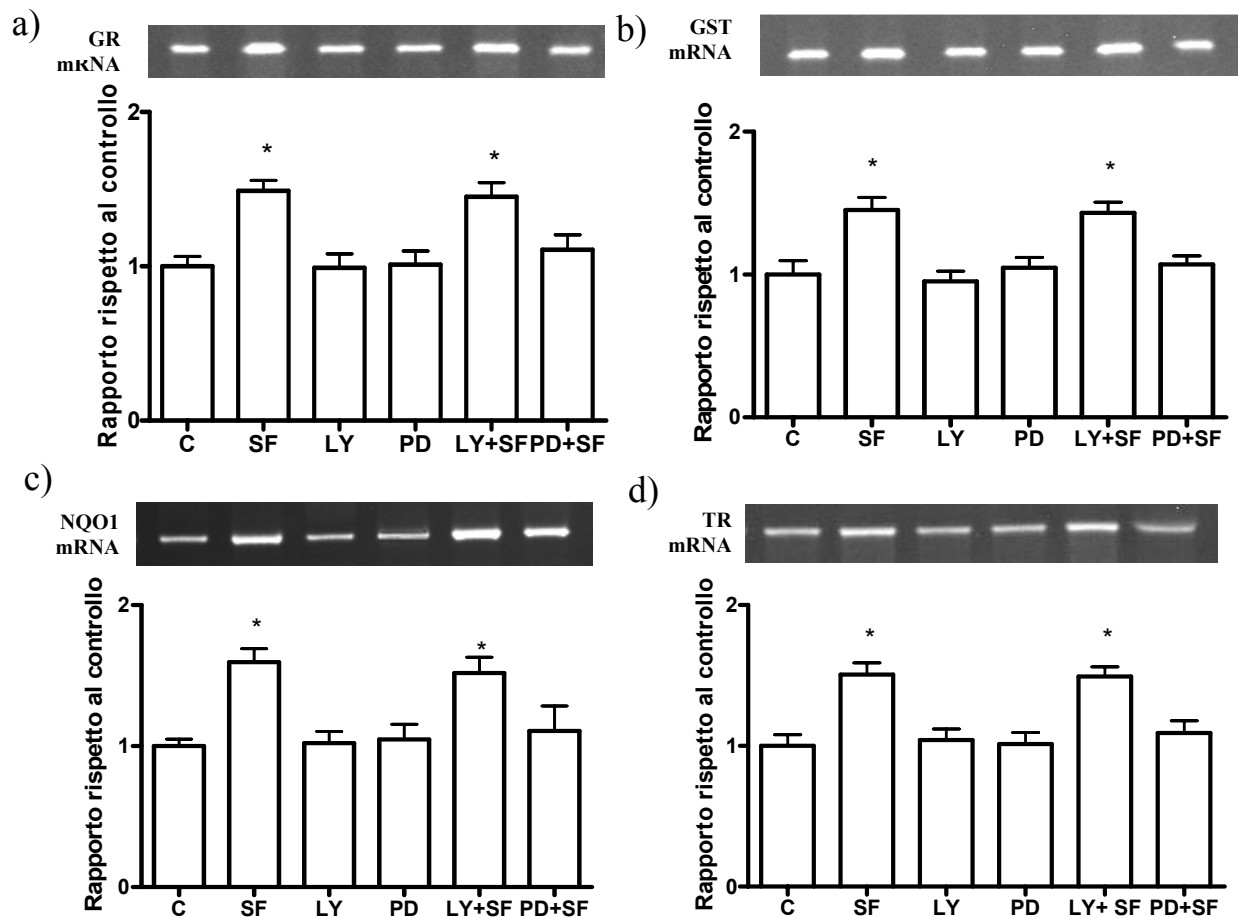 a)
GR
mRNA
Rapporto rispetto al controllo
2
1
0
*
*
C SF LY PD LY+SF PD+SF
b)
GST
mRNA
Rapporto rispetto al controllo
2
1
0
*
*
C SF LY PD LY+SF PD+SF
c)
NQO1
mRNA
Rapporto rispetto al controllo
2
1
0
*
*
C SF LY PD LY+SF PD+SF
d)
TR
mRNA
Rapporto rispetto al controllo
2
1
0
*
*
C SF LY PD LY+ SF PD+SF